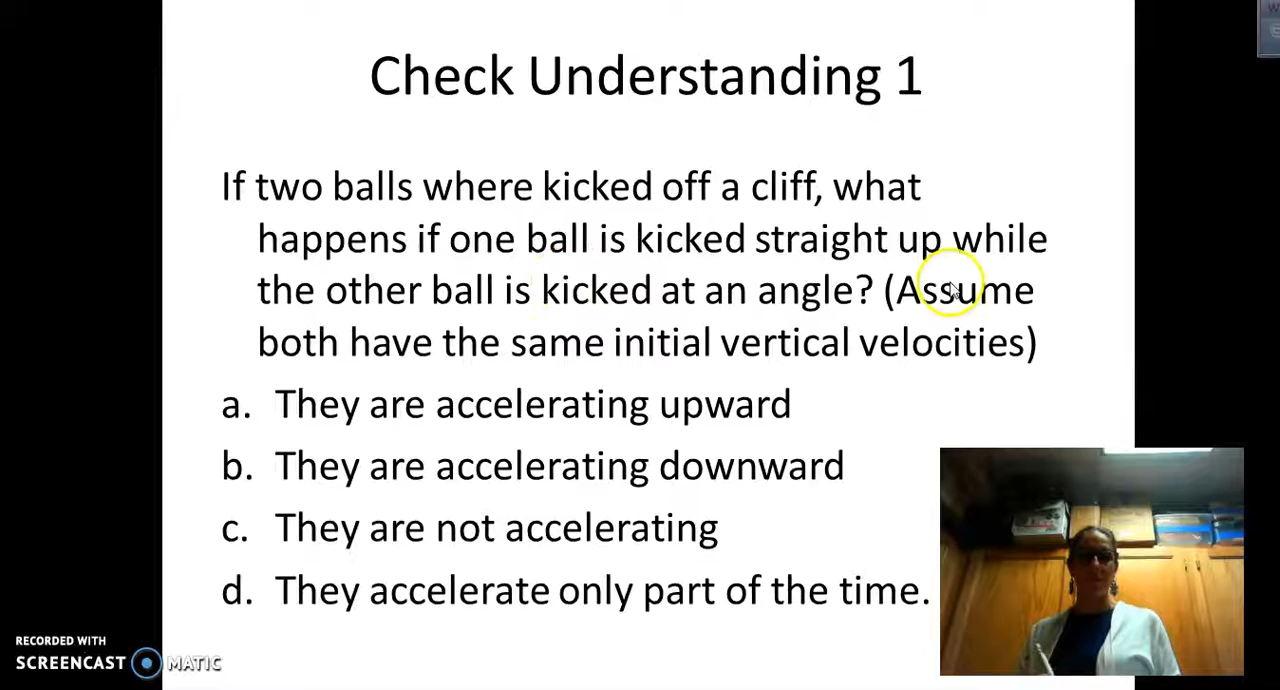 Check Understanding 1
If two balls where kicked off a cliff, what
happens if one ball is kicked straight up while
the other ball is kicked at an angle? (Assume
both have the same initial vertical velocities)
a. They are accelerating upward
b. They are accelerating downward
c. They are not accelerating
d. They accelerate only part of the time.
RECORDED WITH
SCREENCAST MATIC